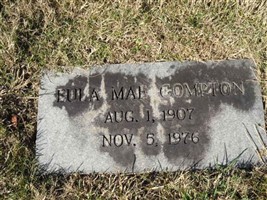 EULA MAE COMPTON
AUG. 1, 1907
NOV. 5, 1976